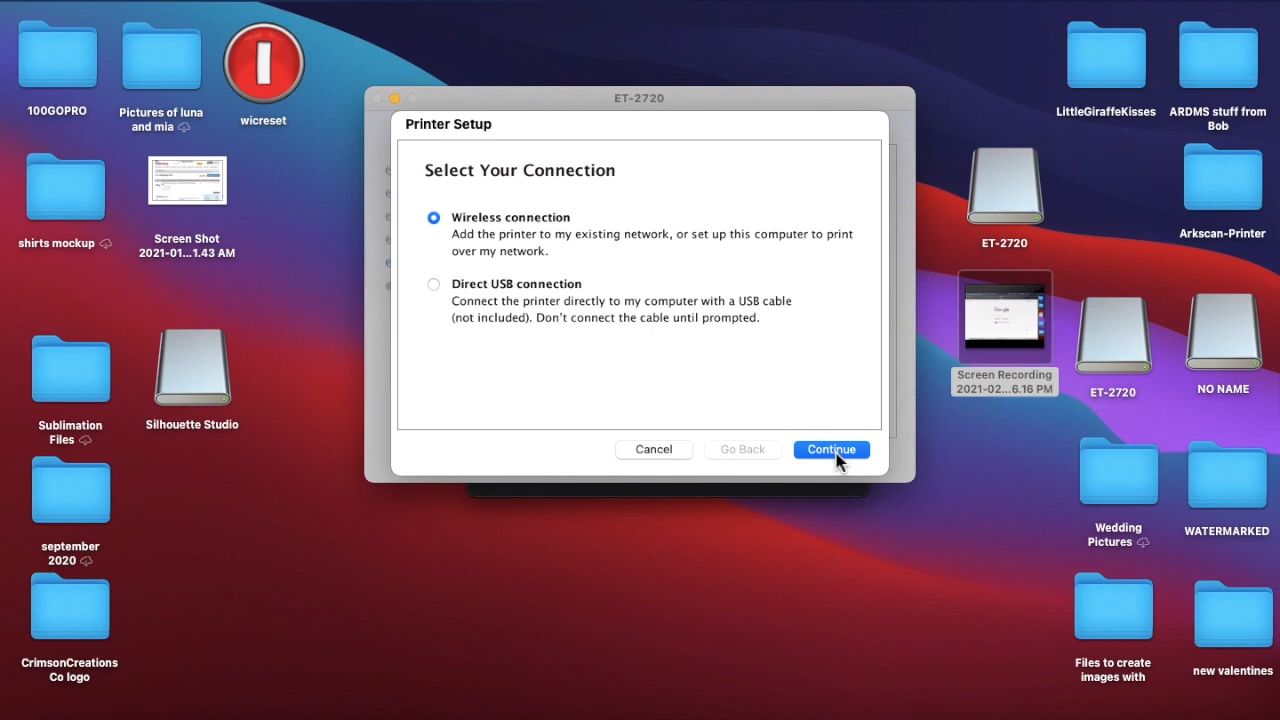 100GOPRO
Pictures of luna
and mia
wicreset
shirts mockup
Screen Shot
2021-01...1.43 AM
Sublimation
Files
Silhouette Studio
september
2020
CrimsonCreations
Co logo
ET-2720
Printer Setup
Select Your Connection
Wireless connection
Add the printer to my existing network, or set up this computer to print
over my network.
Direct USB connection
Connect the printer directly to my computer with a USB cable
(not included). Don't connect the cable until prompted.
Cancel
Go Back
Continue
LittleGiraffeKisses
ARDMS stuff from
Bob
ET-2720
Arkscan-Printer
Google
Screen Recording
2021-02...6.16 PM
ET-2720
NO NAME
Wedding
Pictures
WATERMARKED
Files to create
images with
new valentines